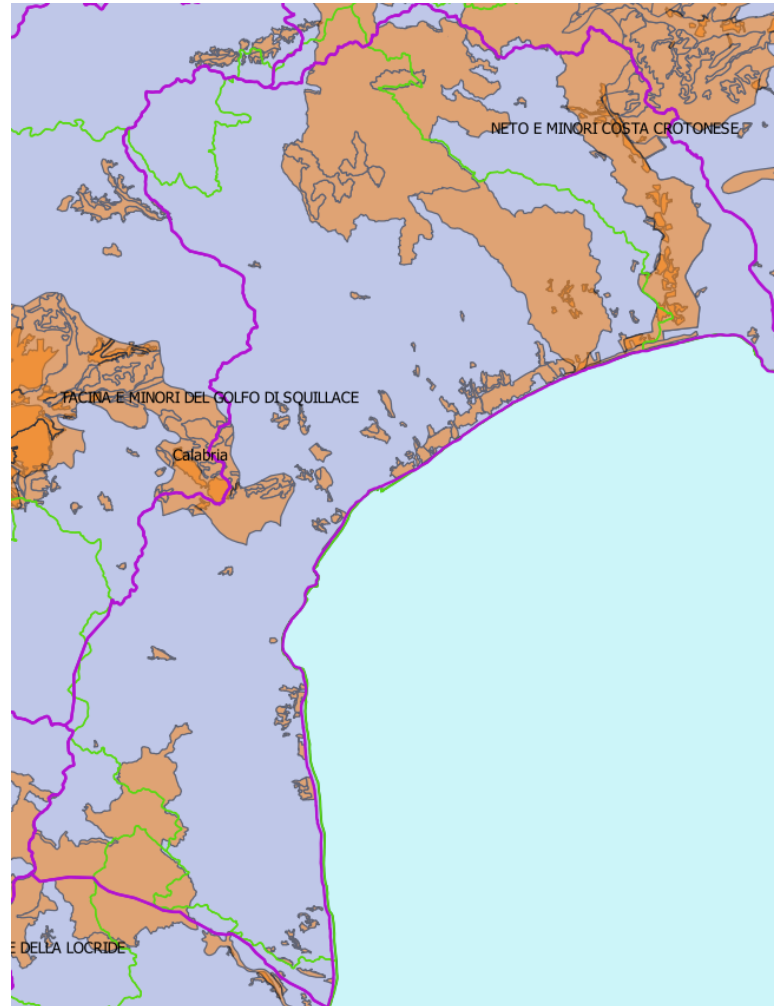 NETO E MINORI COSTA CROTONESE
TACINA E MINORI DEL GOLFO DI SQUILLACE
Calabria
E DELLA LOCRIDE